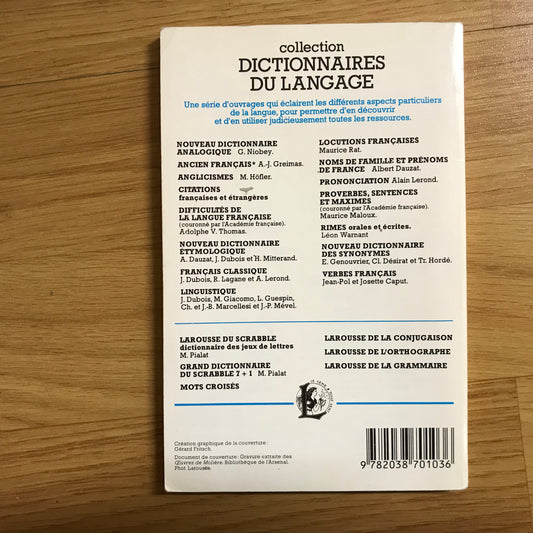 collection
DICTIONNAIRES
DU LANGAGE
Une série d'ouvrages qui éclairent les différents aspects particuliers
de la langue, pour permettre d'en découvrir
et d'en utiliser judicieusement toutes les ressources.
NOUVEAU DICTIONNAIRE
ANALOGIQUE G. Niobey.
ANCIEN FRANÇAIS* A.-J. Greimas.
ANGLICISMES M. Höfler.
CITATIONS
françaises et étrangères
DIFFICULTÉS DE
LA LANGUE FRANÇAISE
(couronné par l'Académie française).
Adolphe V. Thomas.
NOUVEAU DICTIONNAIRE
ÉTYMOLOGIQUE
A. Dauzat, J. Dubois et H. Mitterand.
FRANÇAIS CLASSIQUE
J. Dubois, R. Lagane et A. Lerond.
LINGUISTIQUE
J. Dubois, M. Giacomo, L. Guespin,
Ch. et J.-B. Marcellesi et J.-P. Mével.
LOCUTIONS FRANÇAISES
Maurice Rat.
NOMS DE FAMILLE ET PRÉNOMS
DE FRANCE Albert Dauzat.
PRONONCIATION Alain Lerond.
PROVERBES, SENTENCES
ET MAXIMES
(couronné par l'Académie française).
Maurice Maloux.
RIMES orales et écrites.
Léon Warnant
NOUVEAU DICTIONNAIRE
DES SYNONYMES
E. Genouvrier, Cl. Désirat et Tr. Hordé.
VERBES FRANÇAIS
Jean-Pol et Josette Caput.
LAROUSSE DU SCRABBLE
dictionnaire des jeux de lettres
M. Pialat
GRAND DICTIONNAIRE
DU SCRABBLE 7 + 1 M. Pialat
MOTS CROISÉS
LAROUSSE DE LA CONJUGAISON
LAROUSSE DE L'ORTHOGRAPHE
LAROUSSE DE LA GRAMMAIRE
Création graphique de la couverture :
Gérard Fritsch.
Document de couverture : Gravure extraite des
Œuvres de Molière. Bibliothèque de l'Arsenal.
Phot. Larousse.
9 782038 701036